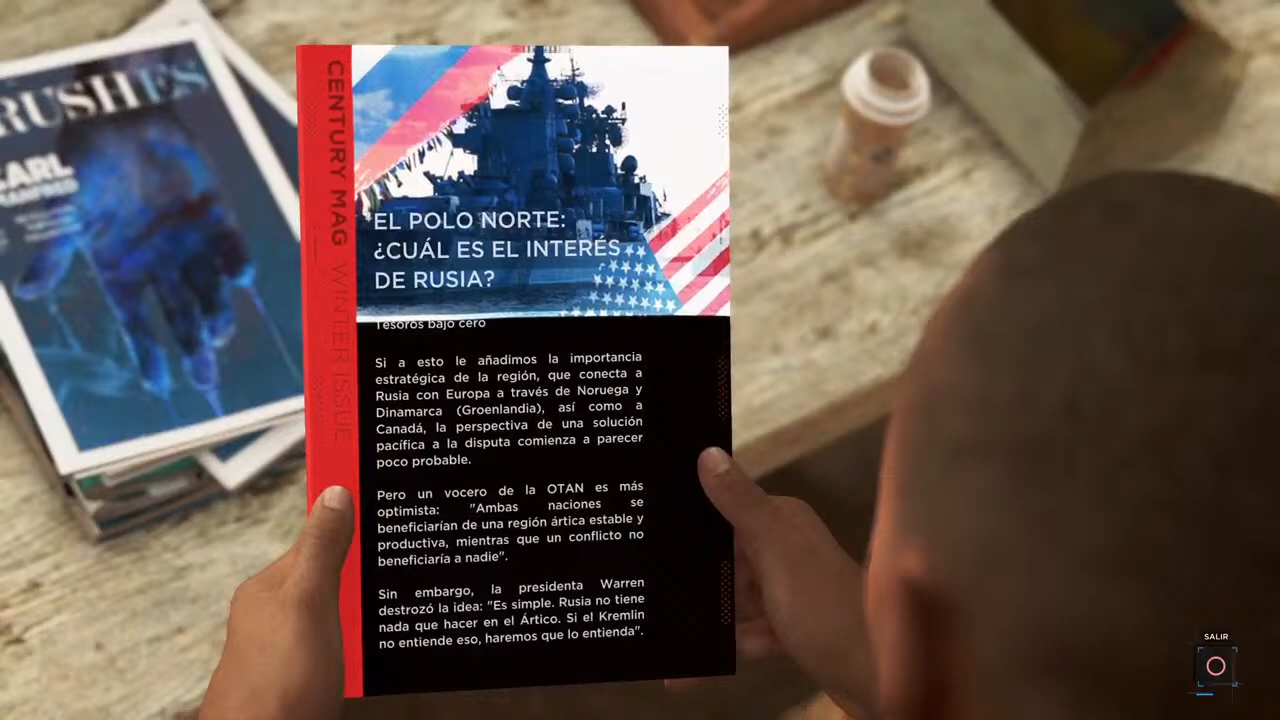 RUSHES
CARL
CENTURY MAG WINTER ISSUE
EL POLO NORTE:
¿CUÁL ES EL INTERÉS
DE RUSIA?
Tesoros bajo cero
Si a esto le añadimos la importancia
estratégica de la región, que conecta a
Rusia con Europa a través de Noruega y
Dinamarca (Groenlandia), así como a
Canadá, la perspectiva de una solución
pacífica a la disputa comienza a parecer
poco probable.
Pero un vocero de la OTAN es más
optimista: "Ambas naciones se
beneficiarían de una región ártica estable y
productiva, mientras que un conflicto no
beneficiaría a nadie".
Sin embargo, la presidenta Warren
destrozó la idea: "Es simple. Rusia no tiene
nada que hacer en el Ártico. Si el Kremlin
no entiende eso, haremos que lo entienda".
SALIR